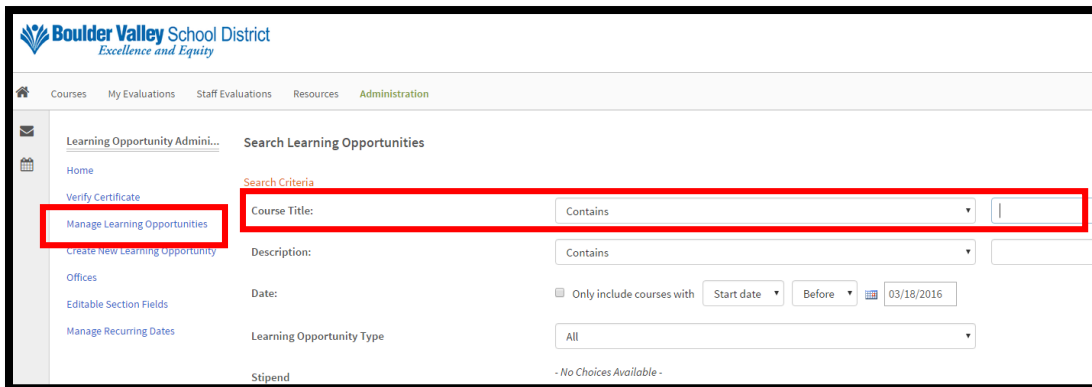 Boulder Valley School District
Excellence and Equity
Courses My Evaluations Staff Evaluations Resources Administration
Learning Opportunity Admini...
Home
Verify Certificate
Manage Learning Opportunities
Create New Learning Opportunity
Offices
Editable Section Fields
Manage Recurring Dates
Search Learning Opportunities
Search Criteria
Course Title: Contains
Description: Contains
Date: Only include courses with Start date Before 03/18/2016
Learning Opportunity Type All
Stipend - No Choices Available -